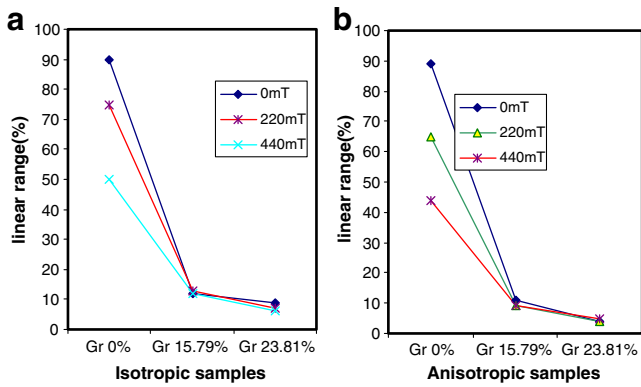 a
linear range(%)
100
90
80
70
60
50
40
30
20
10
0
0mT
220mT
440mT
Gr 0% Gr 15.79% Gr 23.81%
Isotropic samples
b
linear range(%)
100
90
80
70
60
50
40
30
20
10
0
0mT
220mT
440mT
Gr 0% Gr 15.79% Gr 23.81%
Anisotropic samples